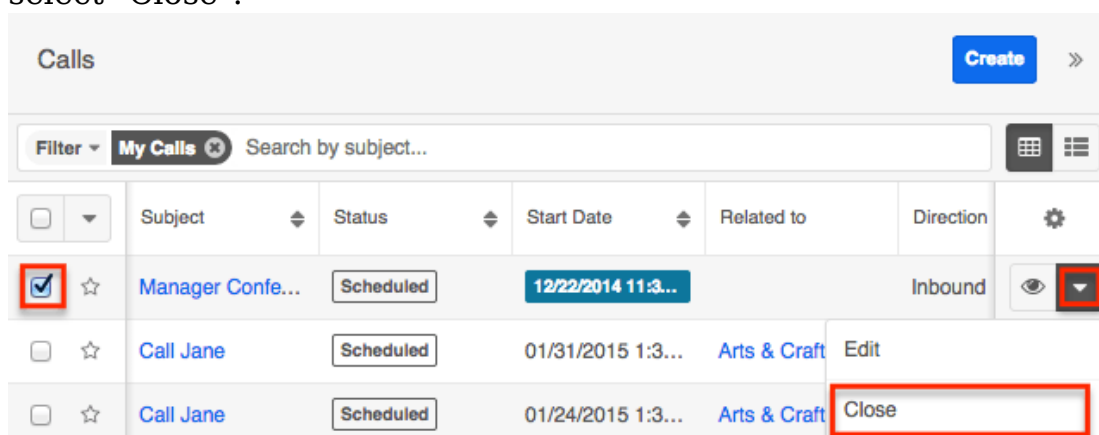 select "Close".
Calls Create »
Filter My Calls Search by subject...
Subject Status Start Date Related to Direction
Manager Confe... Scheduled 12/22/2014 11:3... Inbound
Call Jane Scheduled 01/31/2015 1:3... Arts & Craft Edit
Call Jane Scheduled 01/24/2015 1:3... Arts & Craft Close